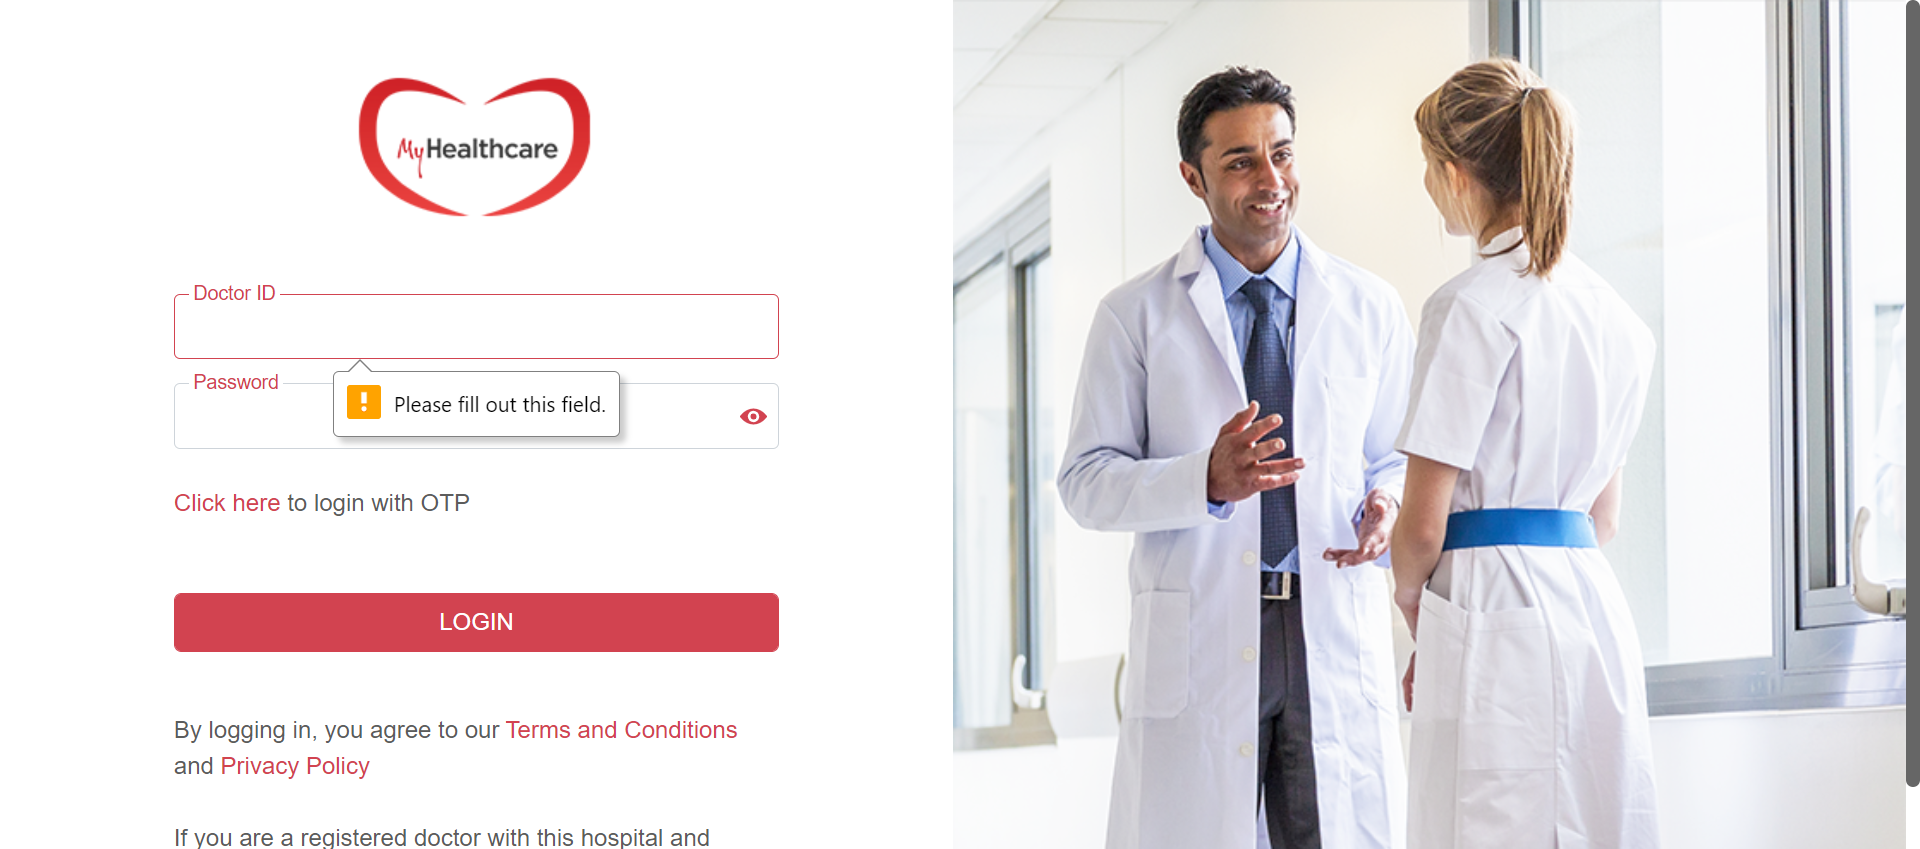 MyHealthcare
Doctor ID
Password
Please fill out this field.
Click here to login with OTP
LOGIN
By logging in, you agree to our Terms and Conditions
and Privacy Policy
If you are a registered doctor with this hospital and